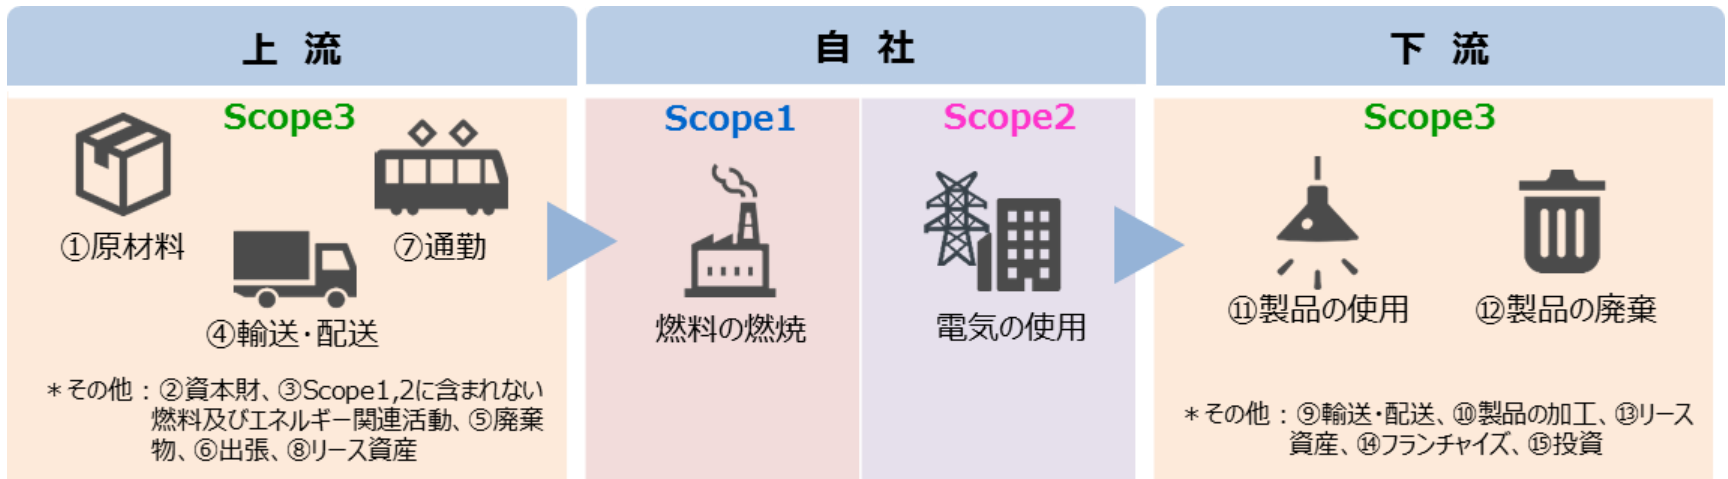 上 流
Scope3
①原材料
⑦通勤
④輸送・配送
＊その他：②資本財、③Scope1,2に含まれない
燃料及びエネルギー関連活動、⑤廃棄
物、⑥出張、⑧リース資産
自 社
Scope1
燃料の燃焼
Scope2
電気の使用
下 流
Scope3
⑪製品の使用
⑫製品の廃棄
＊その他：⑨輸送・配送、⑩製品の加工、⑬リース
資産、⑭フランチャイズ、⑮投資